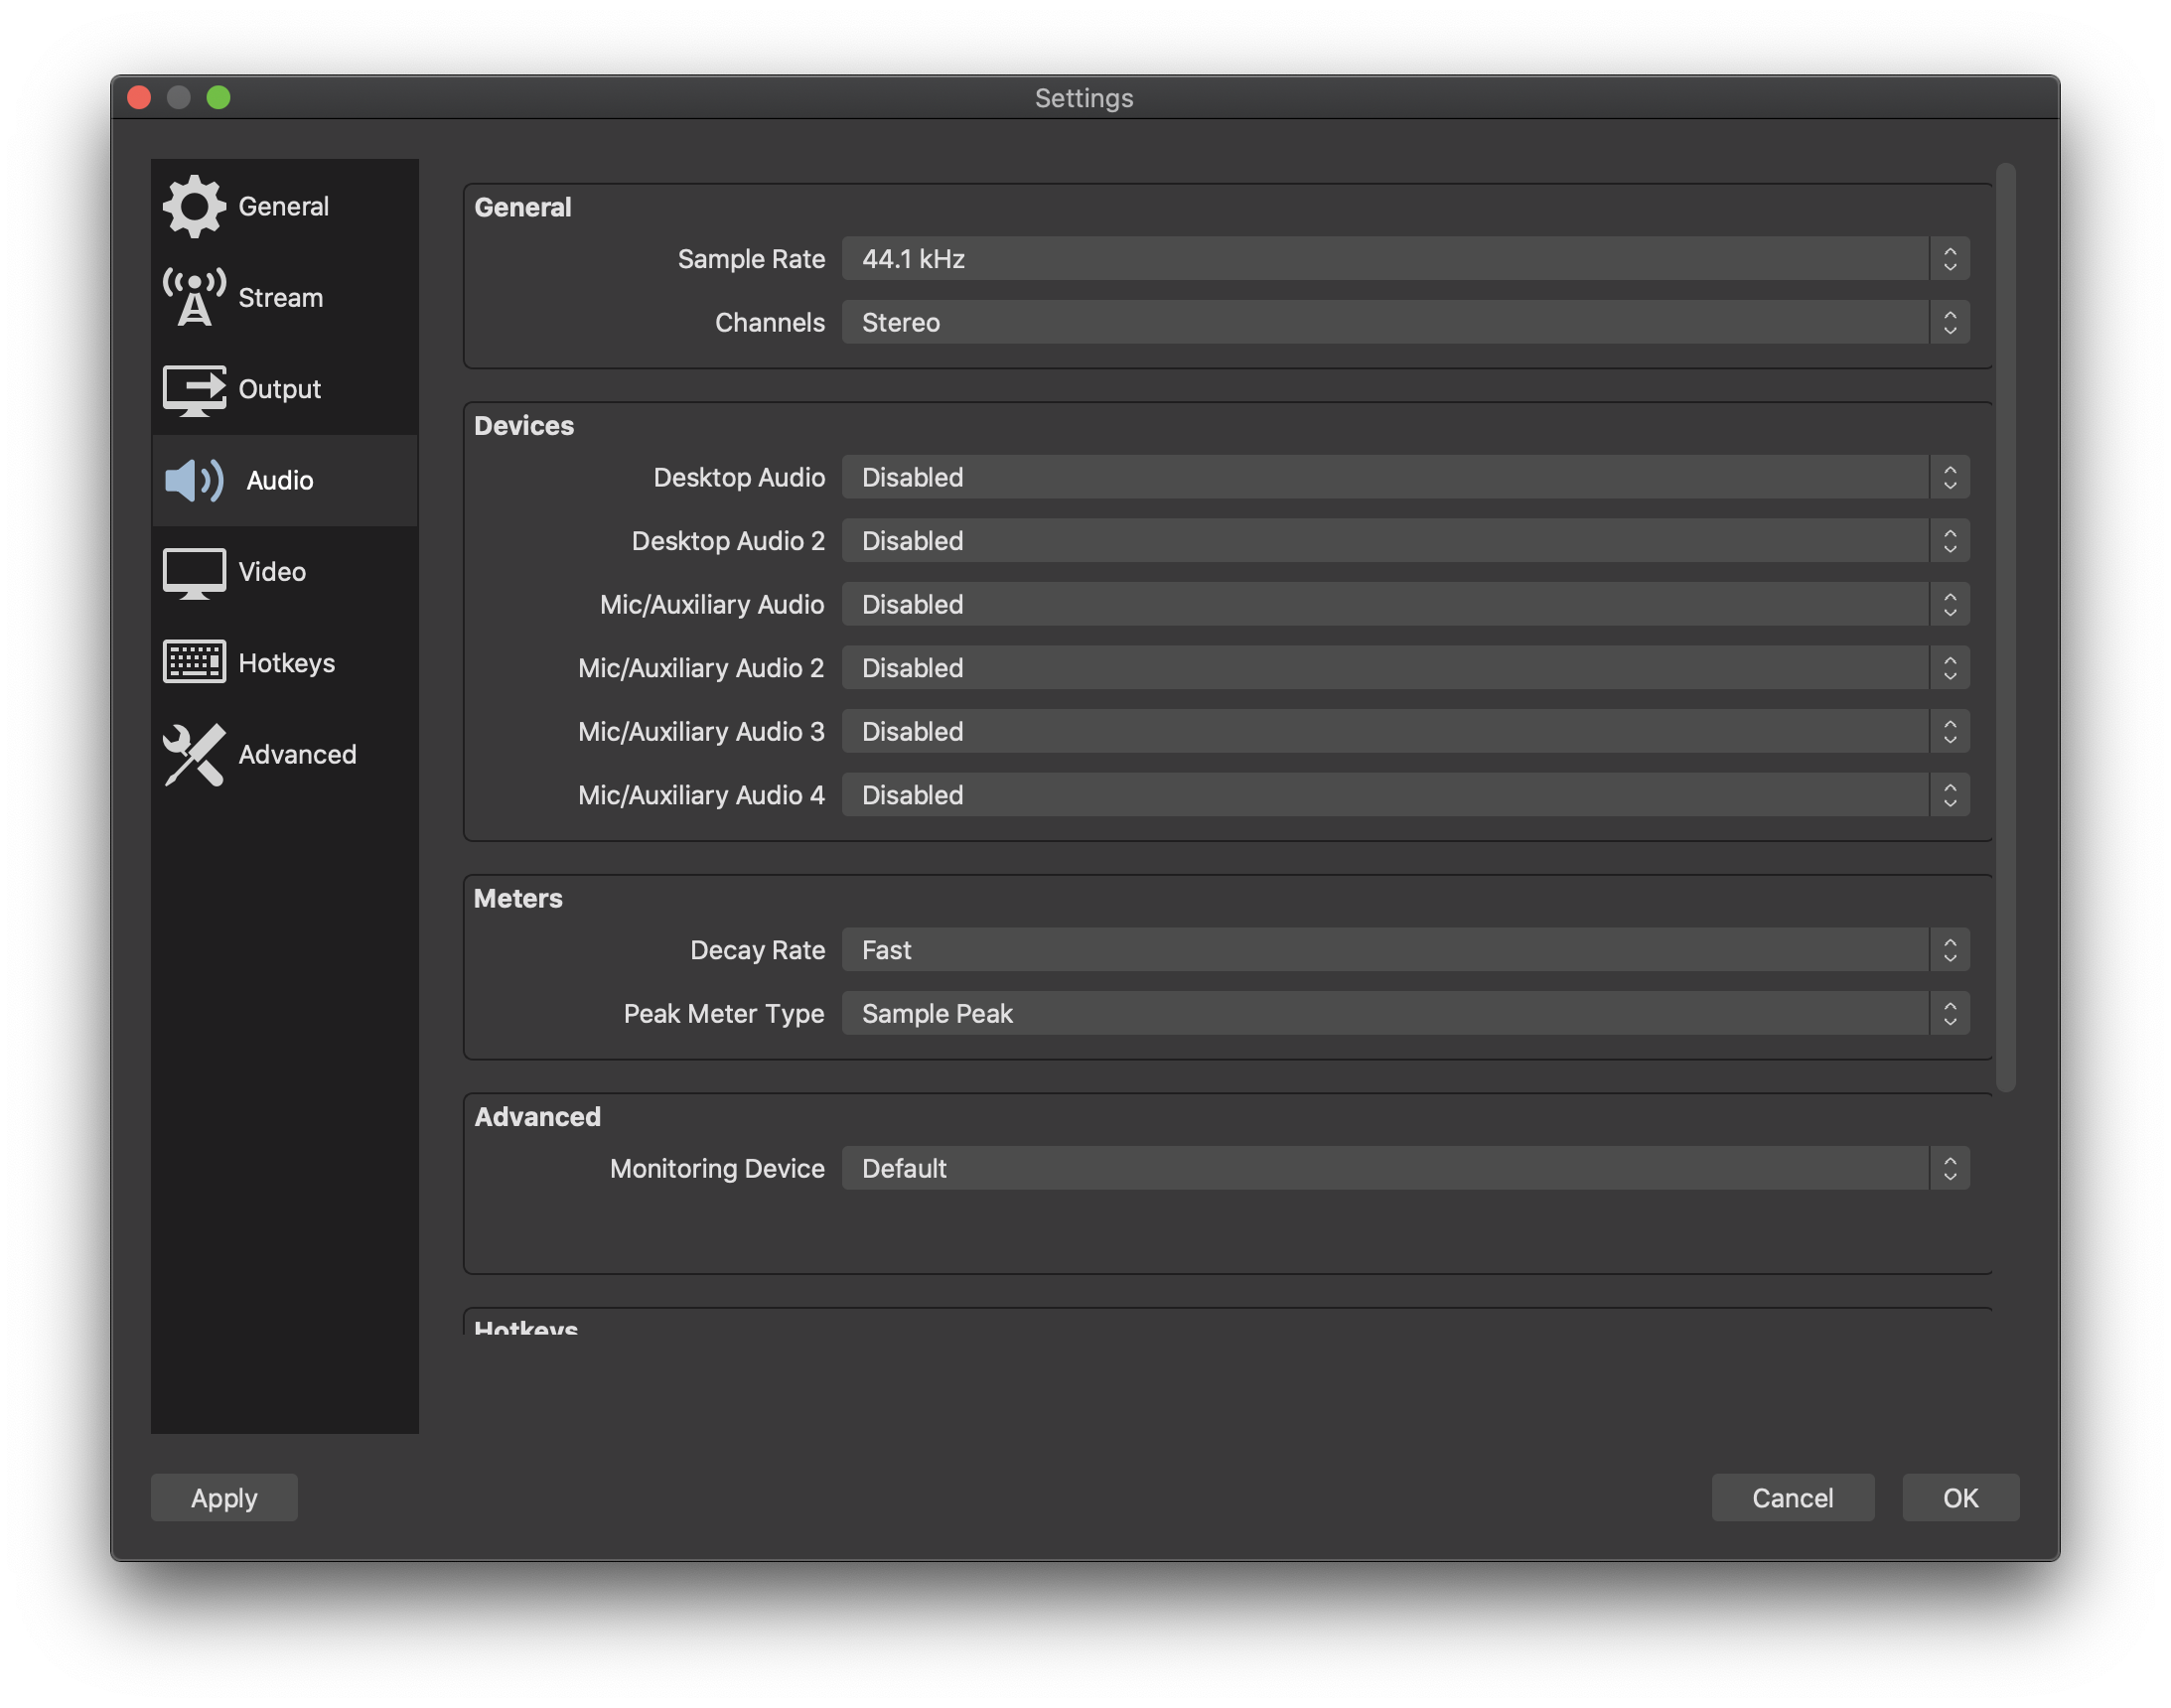 Settings
General
Stream
Output
Audio
Video
Hotkeys
Advanced
General
Sample Rate 44.1 kHz
Channels Stereo
Devices
Desktop Audio Disabled
Desktop Audio 2 Disabled
Mic/Auxiliary Audio Disabled
Mic/Auxiliary Audio 2 Disabled
Mic/Auxiliary Audio 3 Disabled
Mic/Auxiliary Audio 4 Disabled
Meters
Decay Rate Fast
Peak Meter Type Sample Peak
Advanced
Monitoring Device Default
Hotkeys
Apply
Cancel
OK